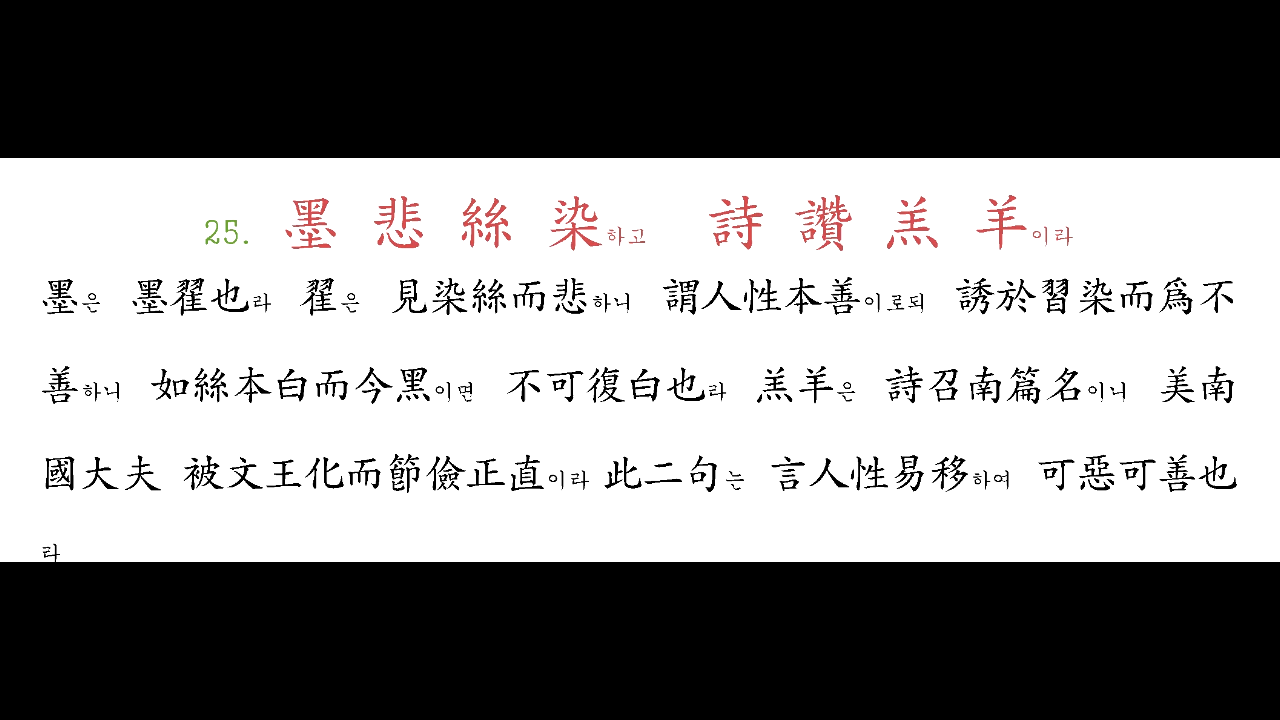 25. 墨 悲 絲 染하고 詩 讚 羔 羊이라
墨은 墨翟也라 翟은 見染絲而悲하니 謂人性本善이로되 誘於習染而爲不
善하니 如絲本白而今黑이면 不可復白也라 羔羊은 詩召南篇名이니 美南
國大夫 被文王化而節儉正直이라 此二句는 言人性易移하여 可惡可善也
라